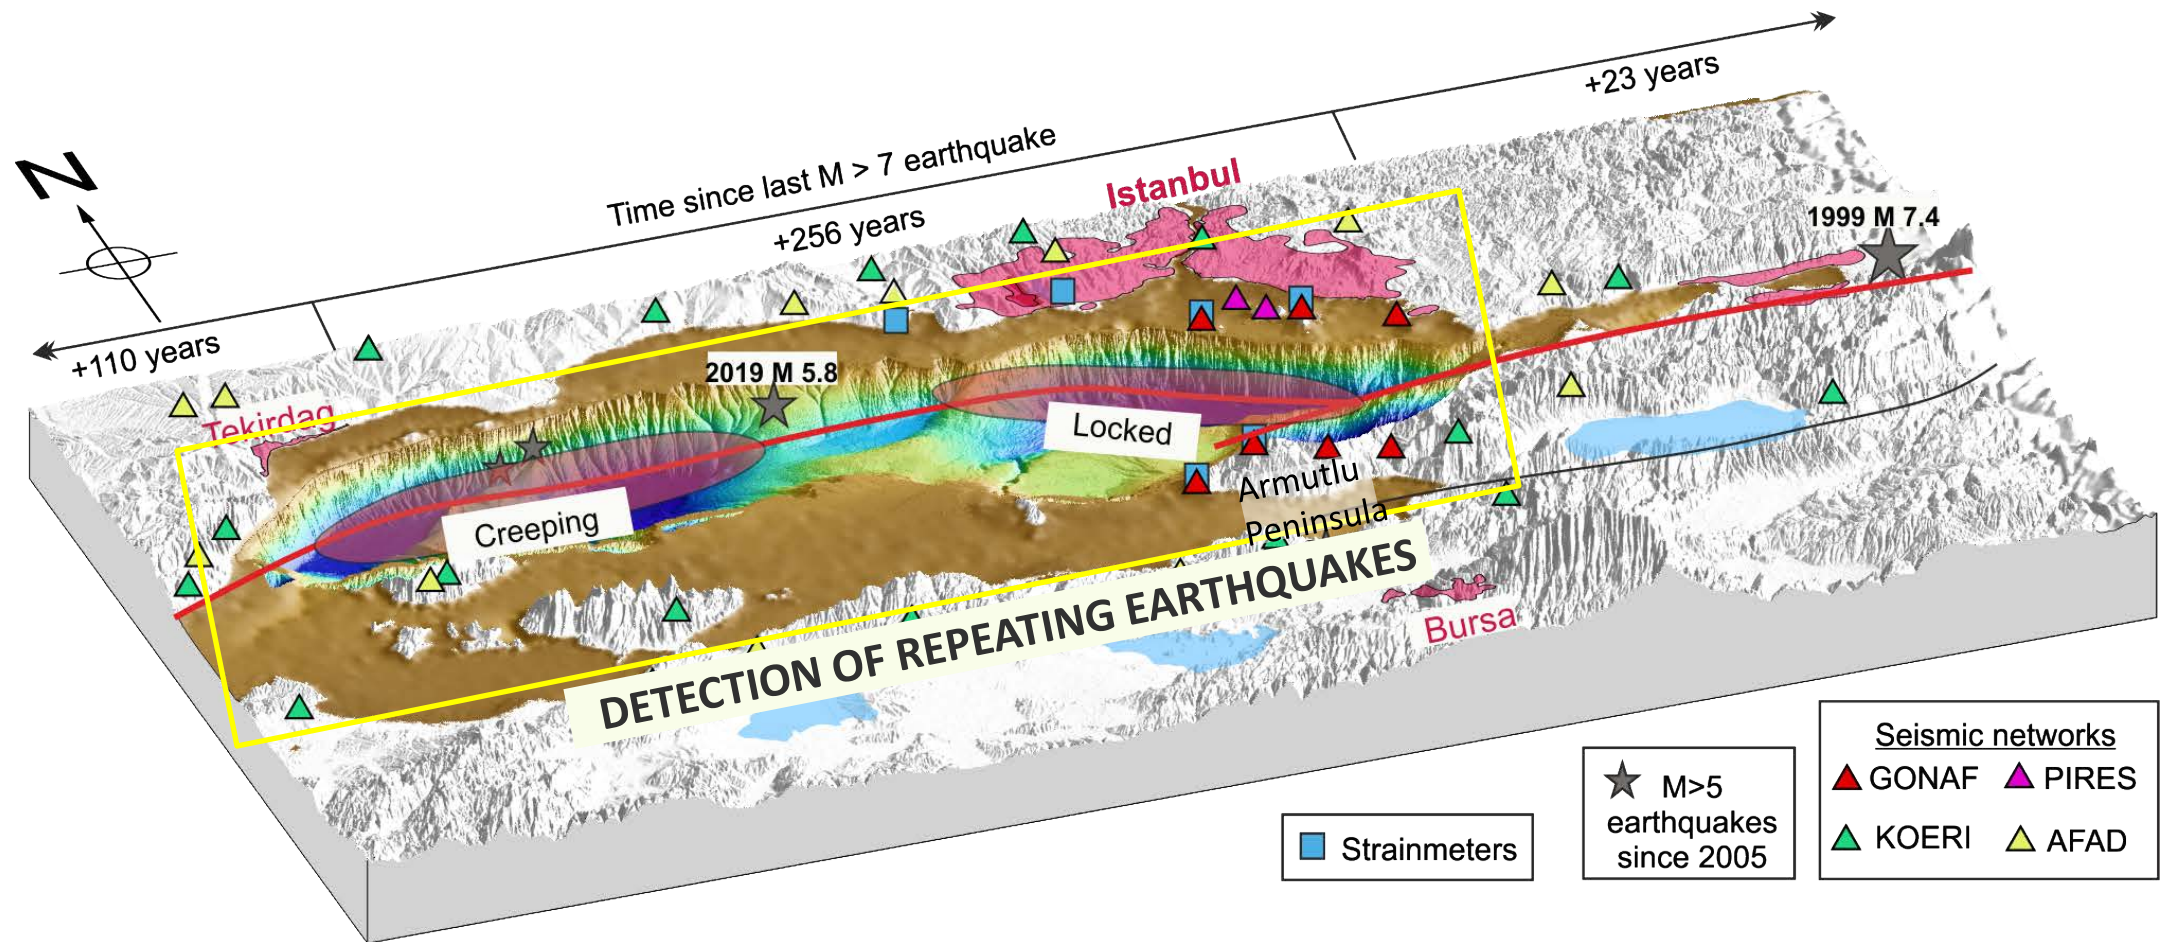 N
+23 years
Time since last M > 7 earthquake
+256 years
+110 years
Istanbul
1999 M 7.4
2019 M 5.8
Tekirdag
Locked
Creeping
Armutlu
Peninsula
DETECTION OF REPEATING EARTHQUAKES
Bursa
Strainmeters
M>5
earthquakes
since 2005
Seismic networks
GONAF PIRES
KOERI AFAD